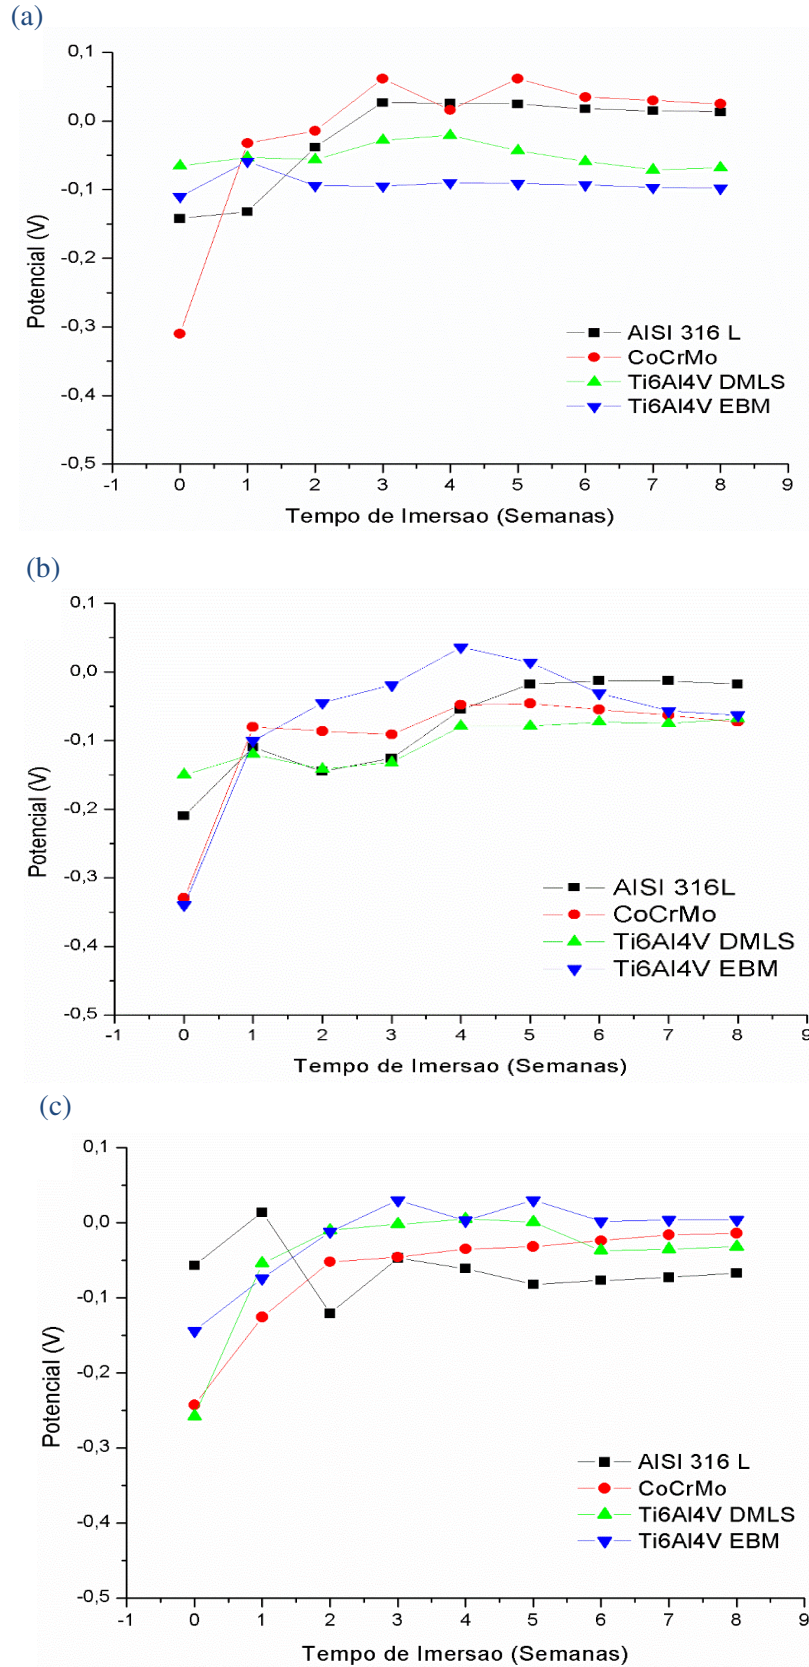 (a)
0,1
0,0
-0,1
-0,2
-0,3
-0,4
-0,5
Potencial (V)
AISI 316 L
CoCrMo
Ti6Al4V DMLS
Ti6Al4V EBM
-1 0 1 2 3 4 5 6 7 8 9
Tempo de Imersao (Semanas)
(b)
0,1
0,0
-0,1
-0,2
-0,3
-0,4
-0,5
Potencial (V)
AISI 316L
CoCrMo
Ti6Al4V DMLS
Ti6Al4V EBM
-1 0 1 2 3 4 5 6 7 8 9
Tempo de Imersao (Semanas)
(c)
0,1
0,0
-0,1
-0,2
-0,3
-0,4
-0,5
Potencial (V)
AISI 316 L
CoCrMo
Ti6Al4V DMLS
Ti6Al4V EBM
-1 0 1 2 3 4 5 6 7 8 9
Tempo de Imersao (Semanas)